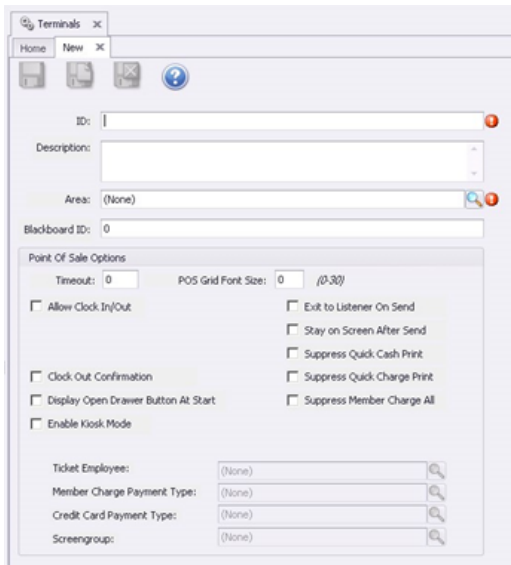 Terminals
Home New
ID:
Description:
Area: (None)
Blackboard ID: 0
Point Of Sale Options
Timeout: 0 POS Grid Font Size: 0 (0-30)
Allow Clock In/Out Exit to Listener On Send
Stay on Screen After Send
Suppress Quick Cash Print
Clock Out Confirmation Suppress Quick Charge Print
Display Open Drawer Button At Start Suppress Member Charge All
Enable Kiosk Mode
Ticket Employee: (None)
Member Charge Payment Type: (None)
Credit Card Payment Type: (None)
Screengroup: (None)